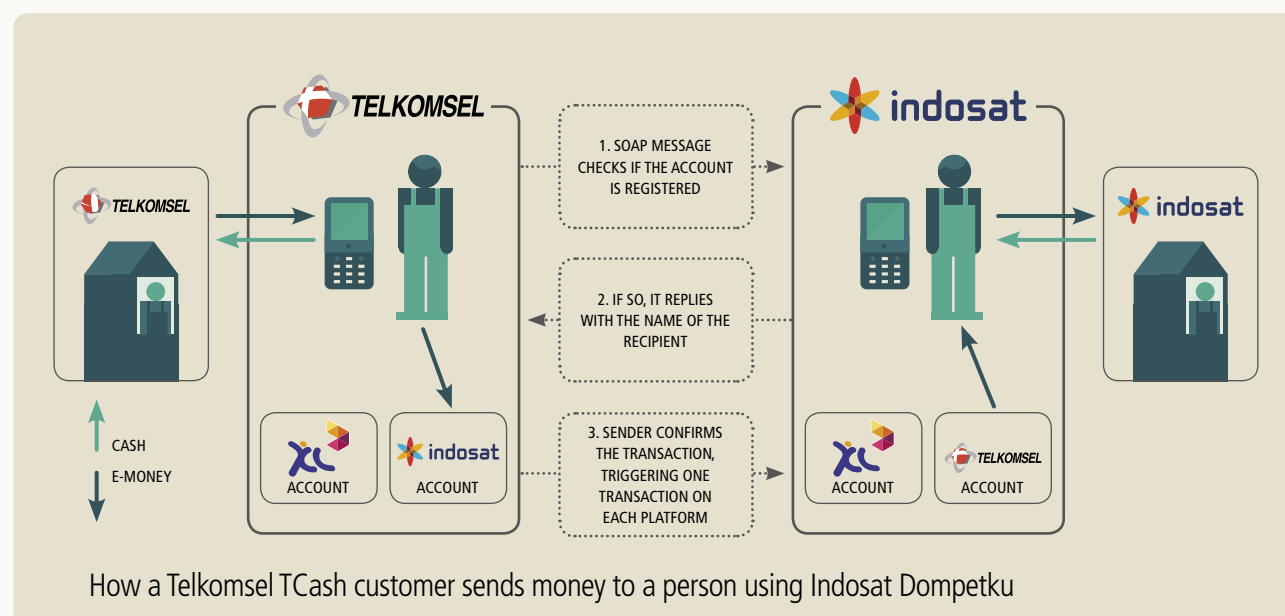 TELKOMSEL
indosat
TELKOMSEL
indosat
1. SOAP MESSAGE
CHECKS IF THE ACCOUNT
IS REGISTERED
2. IF SO, IT REPLIES
WITH THE NAME OF THE
RECIPIENT
3. SENDER CONFIRMS
THE TRANSACTION,
TRIGGERING ONE
TRANSACTION ON
EACH PLATFORM
CASH
E-MONEY
XL
ACCOUNT
indosat
ACCOUNT
XL
ACCOUNT
TELKOMSEL
ACCOUNT
How a Telkomsel TCash customer sends money to a person using Indosat Dompetku